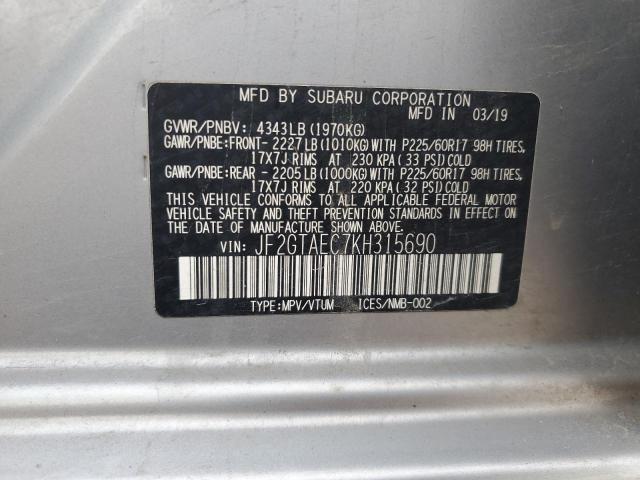 MFD BY SUBARU CORPORATION
MFD IN 03/19
GVWR/PNBV: 4343LB (1970KG)
GAWR/PNBE:FRONT- 2227 LB (1010KG) WITH P225/60R17 98H TIRES,
17X7J RIMS AT 230 KPA ( 33 PSI) COLD
GAWR/PNBE:REAR - 2205 LB (1000KG) WITH P225/60R17 98H TIRES,
17X7J RIMS AT 220 KPA ( 32 PSI) COLD
THIS VEHICLE CONFORMS TO ALL APPLICABLE FEDERAL MOTOR
VEHICLE SAFETY AND THEFT PREVENTION STANDARDS IN EFFECT
ON THE DATE OF MANUFACTURE SHOWN ABOVE.
VIN: JF2GTAEC7KH315690
TYPE:MPV/VTUM ICES/NMB-002